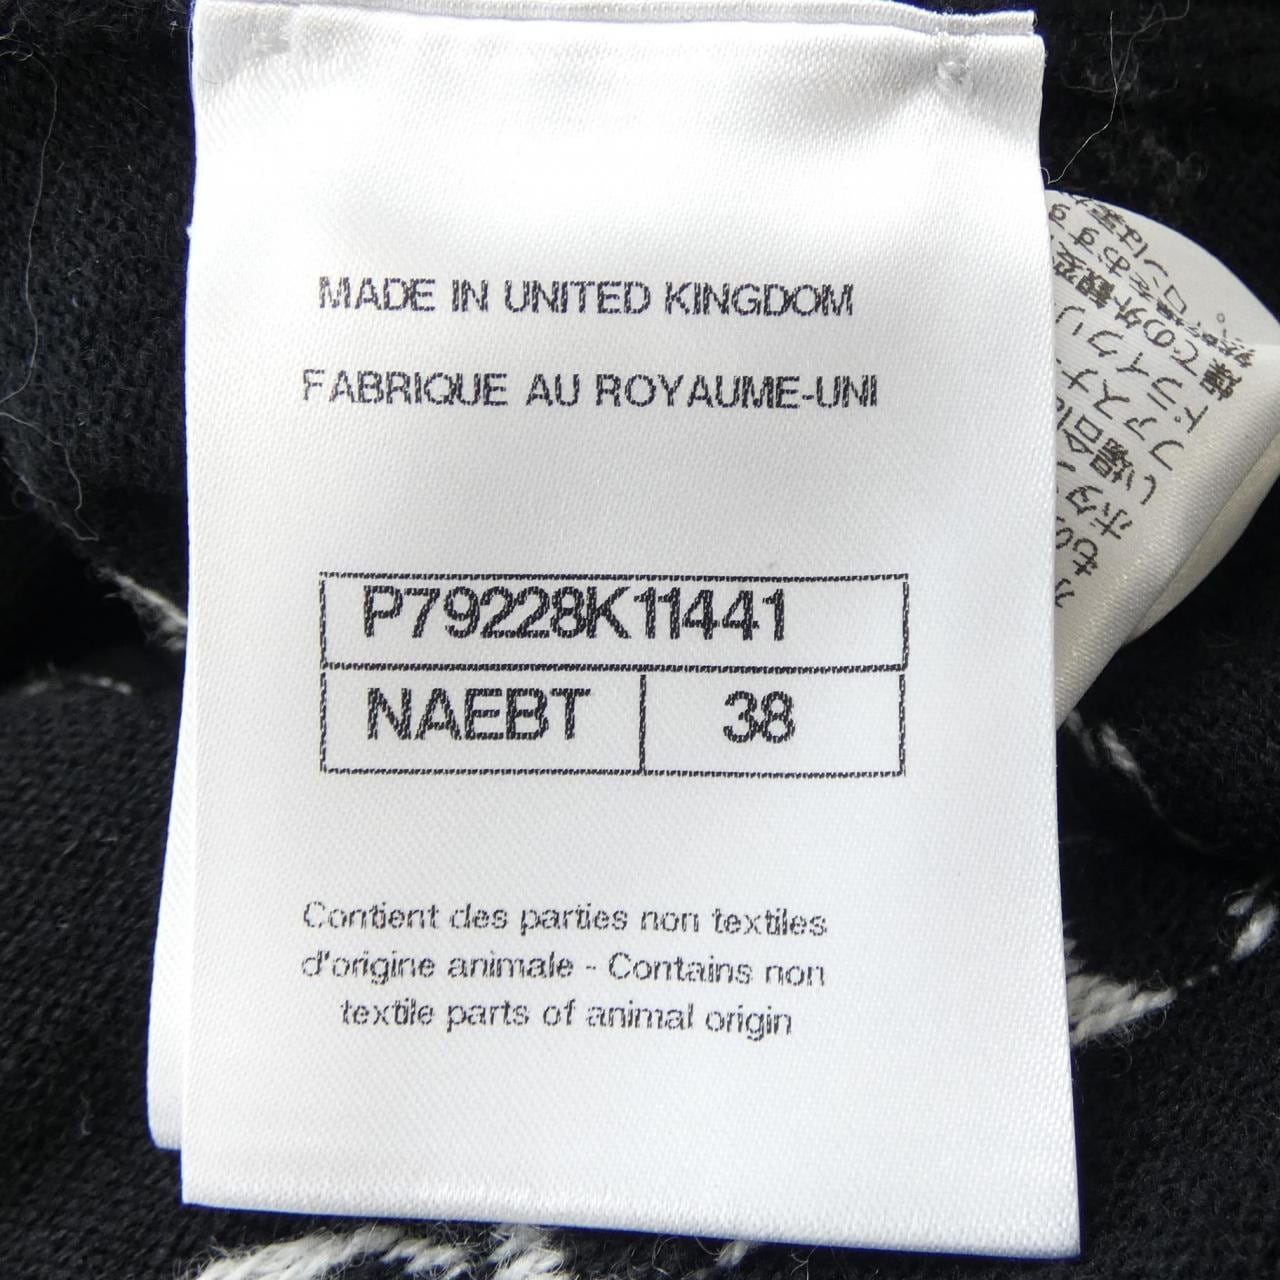 MADE IN UNITED KINGDOM
FABRIQUE AU ROYAUME-UNI
P79228K11441
NAEBT 38
Contient des parties non textiles
d'origine animale - Contains non
textile parts of animal origin